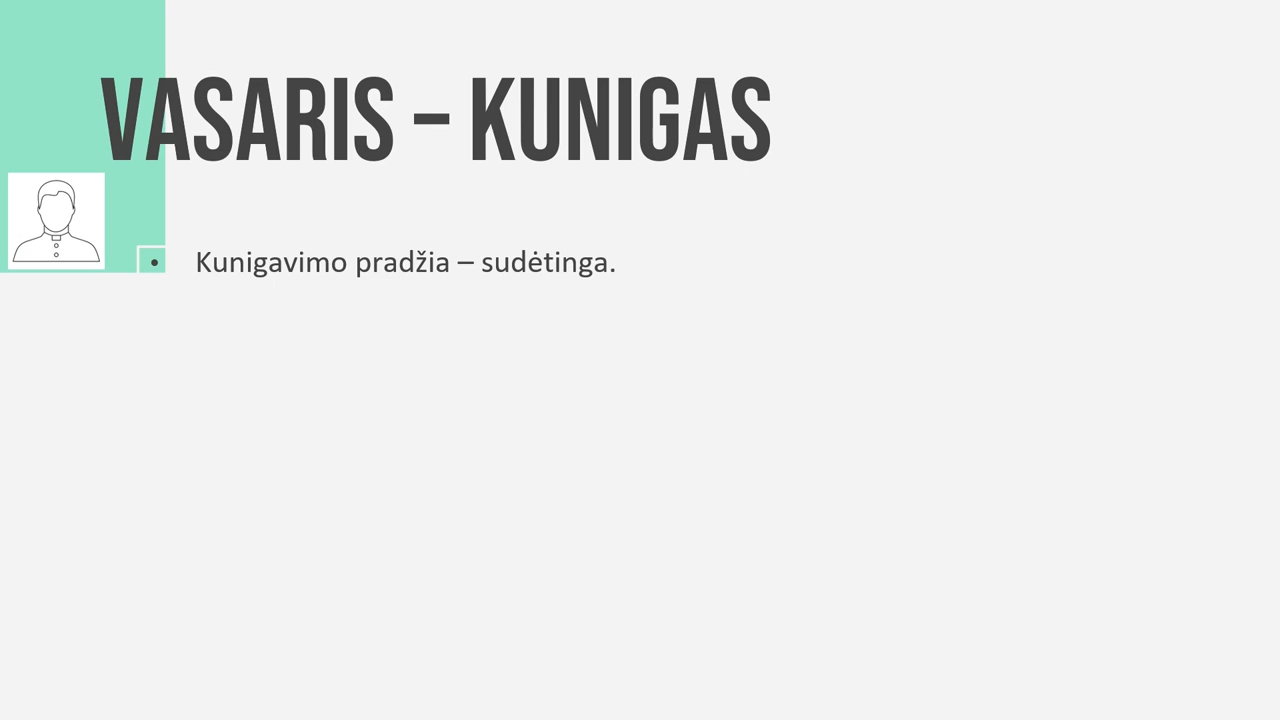 VASARIS – KUNIGAS
• Kunigavimo pradžia – sudėtinga.